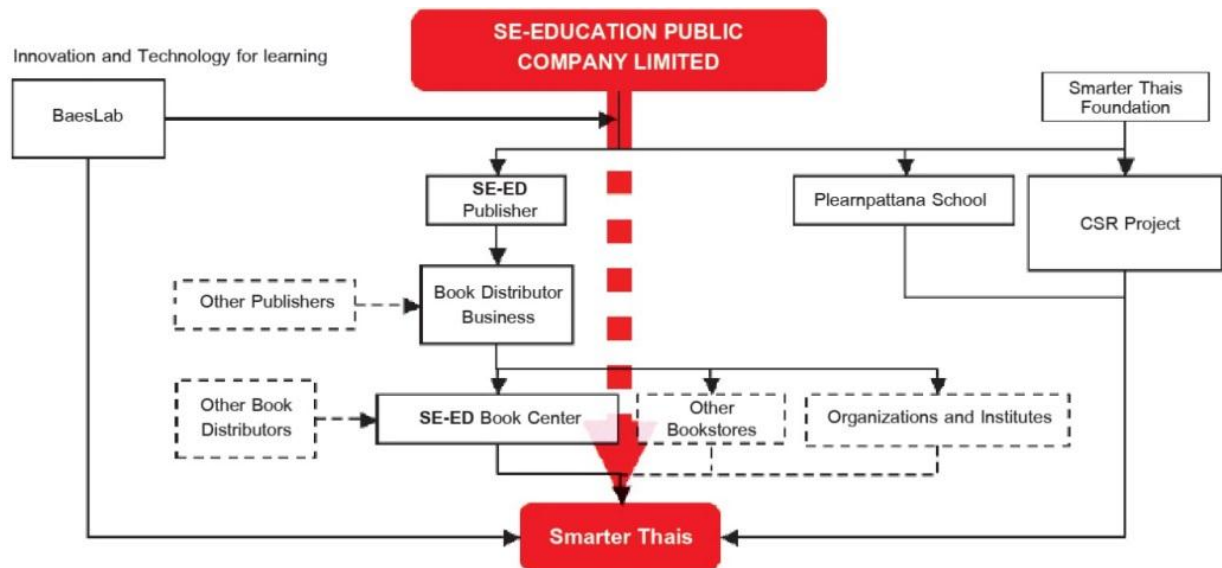 SE-EDUCATION PUBLIC
COMPANY LIMITED
Innovation and Technology for learning
BaesLab
Smarter Thais
Foundation
SE-ED
Publisher
Plearnpattana School
CSR Project
Other Publishers
Book Distributor
Business
Other Book
Distributors
SE-ED Book Center
Other
Bookstores
Organizations and Institutes
Smarter Thais